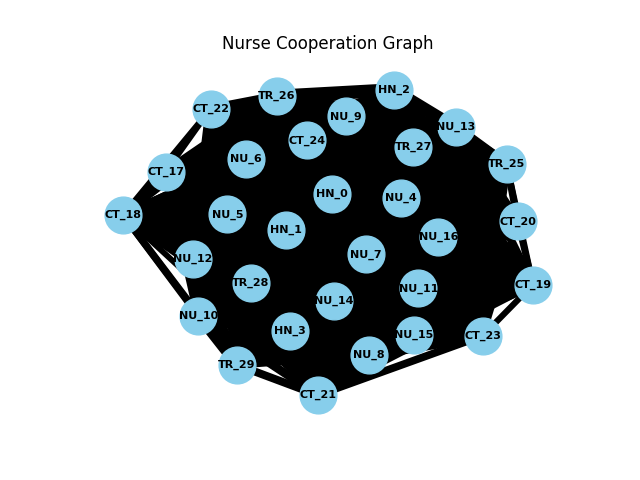 Nurse Cooperation Graph
HN_2
TR_26
CT_22
NU_9
NU_13
CT_24
TR_27
NU_6
TR_25
CT_17
HN_0
NU_4
CT_18
NU_5
CT_20
HN_1
NU_16
NU_7
NU_12
TR_28
CT_19
NU_11
NU_14
NU_10
HN_3
NU_15
CT_23
NU_8
TR_29
CT_21